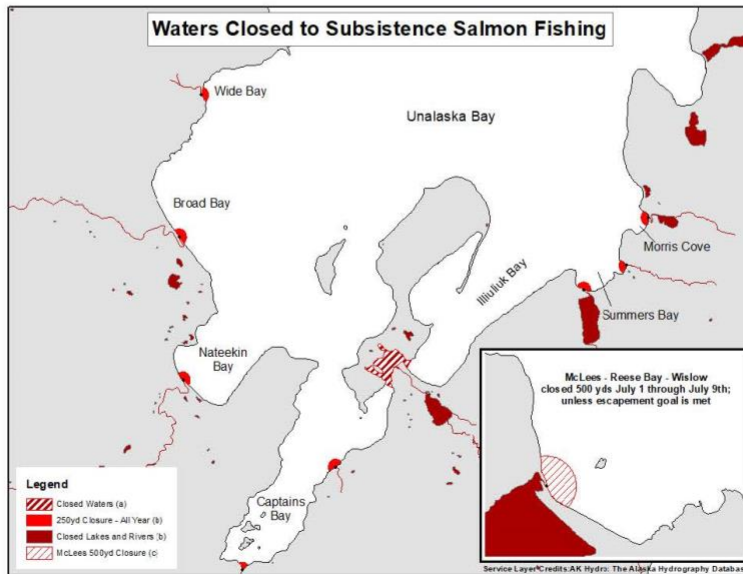 Waters Closed to Subsistence Salmon Fishing
Wide Bay
Unalaska Bay
Broad Bay
Morris Cove
Illiuliuk Bay
Summers Bay
Nateekin
Bay
McLees - Reese Bay - Wislow
closed 500 yds July 1 through July 9th;
unless escapement goal is met
Captains
Bay
Legend
Closed Waters (a)
250yd Closure - All Year (b)
Closed Lakes and Rivers (b)
McLees 500yd Closure (c)
Service Layer Credits: AK Hydro: The Alaska Hydrography Databas